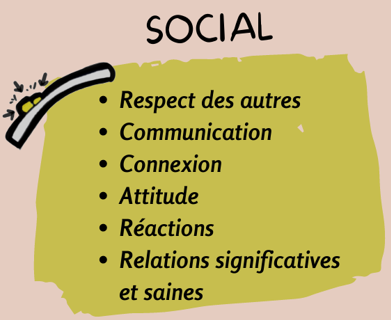 SOCIAL
• Respect des autres
• Communication
• Connexion
• Attitude
• Réactions
• Relations significatives
et saines